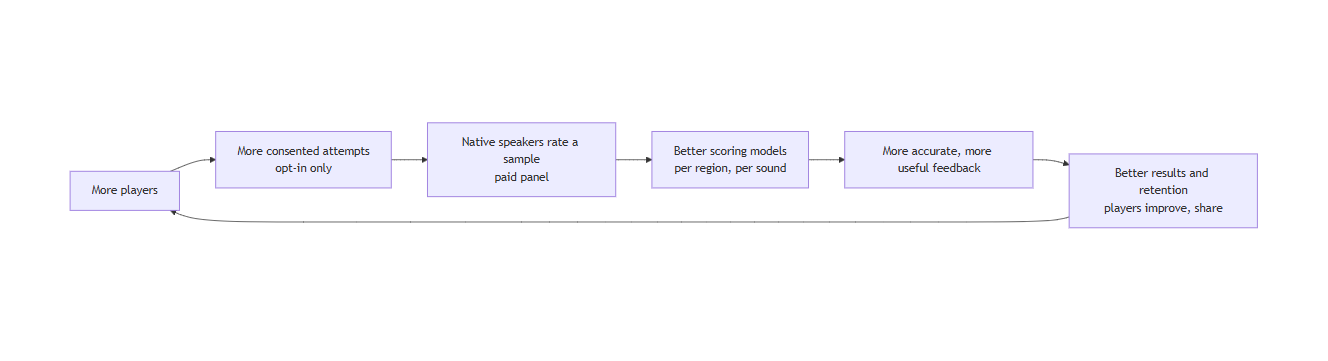 More players
More consented attempts
opt-in only
Native speakers rate a
sample
paid panel
Better scoring models
per region, per sound
More accurate, more
useful feedback
Better results and
retention
players improve, share